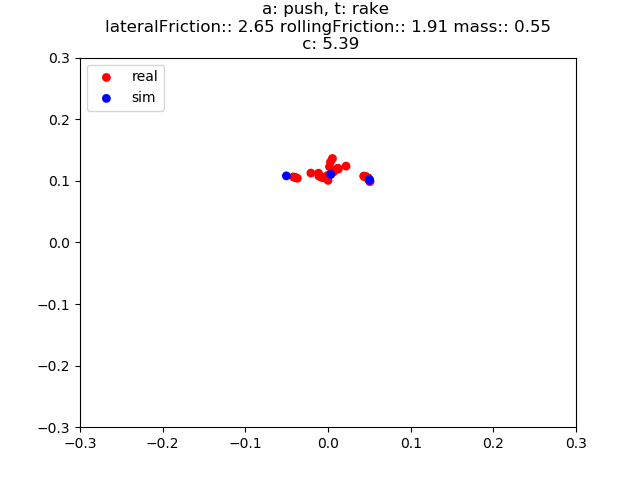 a: push, t: rake
lateralFriction:: 2.65 rollingFriction:: 1.91 mass:: 0.55
c: 5.39
real
sim
0.3
0.2
0.1
0.0
−0.1
−0.2
−0.3
−0.3
−0.2
−0.1
0.0
0.1
0.2
0.3